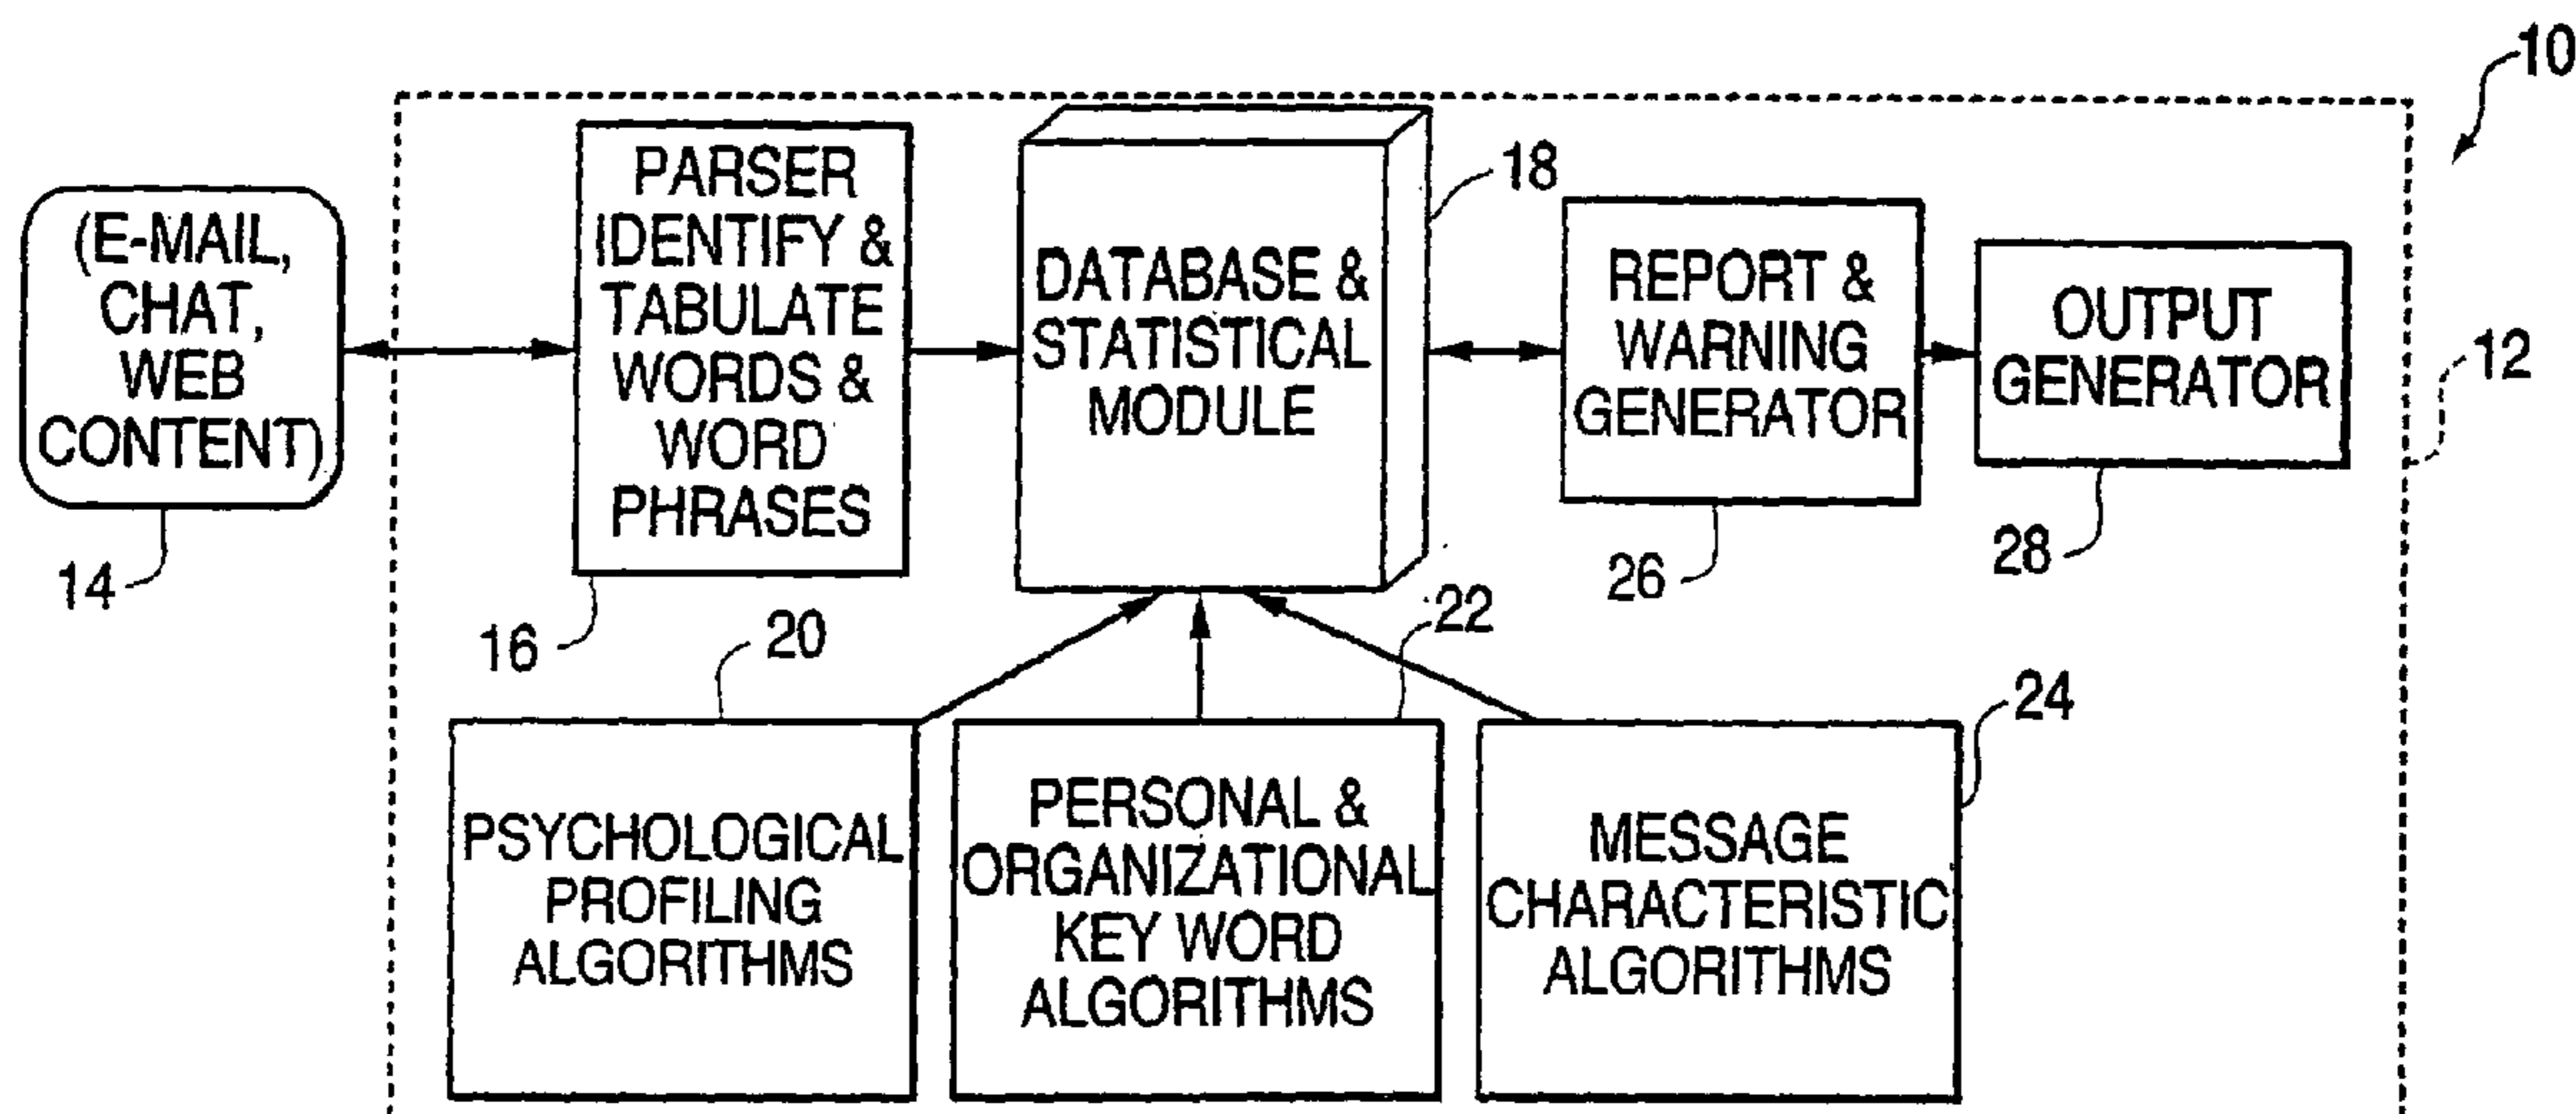 10
(E-MAIL,
CHAT,
WEB
CONTENT)
14
PARSER
IDENTIFY &
TABULATE
WORDS &
WORD
PHRASES
16
DATABASE &
STATISTICAL
MODULE
18
REPORT &
WARNING
GENERATOR
26
OUTPUT
GENERATOR
28
12
20
PSYCHOLOGICAL
PROFILING
ALGORITHMS
22
PERSONAL &
ORGANIZATIONAL
KEY WORD
ALGORITHMS
24
MESSAGE
CHARACTERISTIC
ALGORITHMS